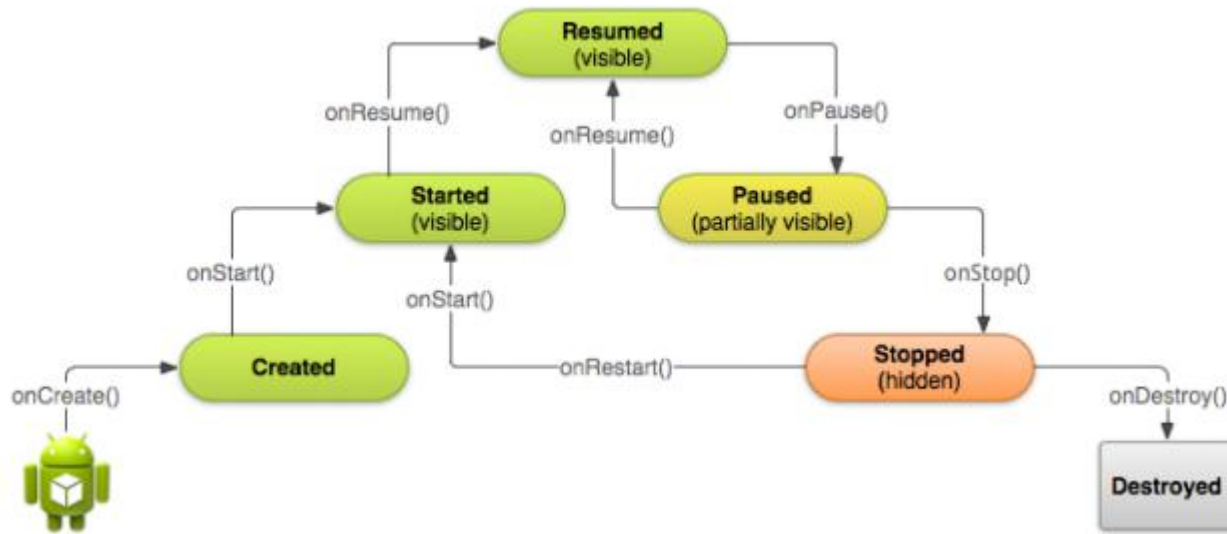 Resumed
(visible)
onResume()
onResume()
onPause()
Started
(visible)
Paused
(partially visible)
onStart()
onStart()
onStop()
Created
onRestart()
Stopped
(hidden)
onCreate()
onDestroy()
Destroyed